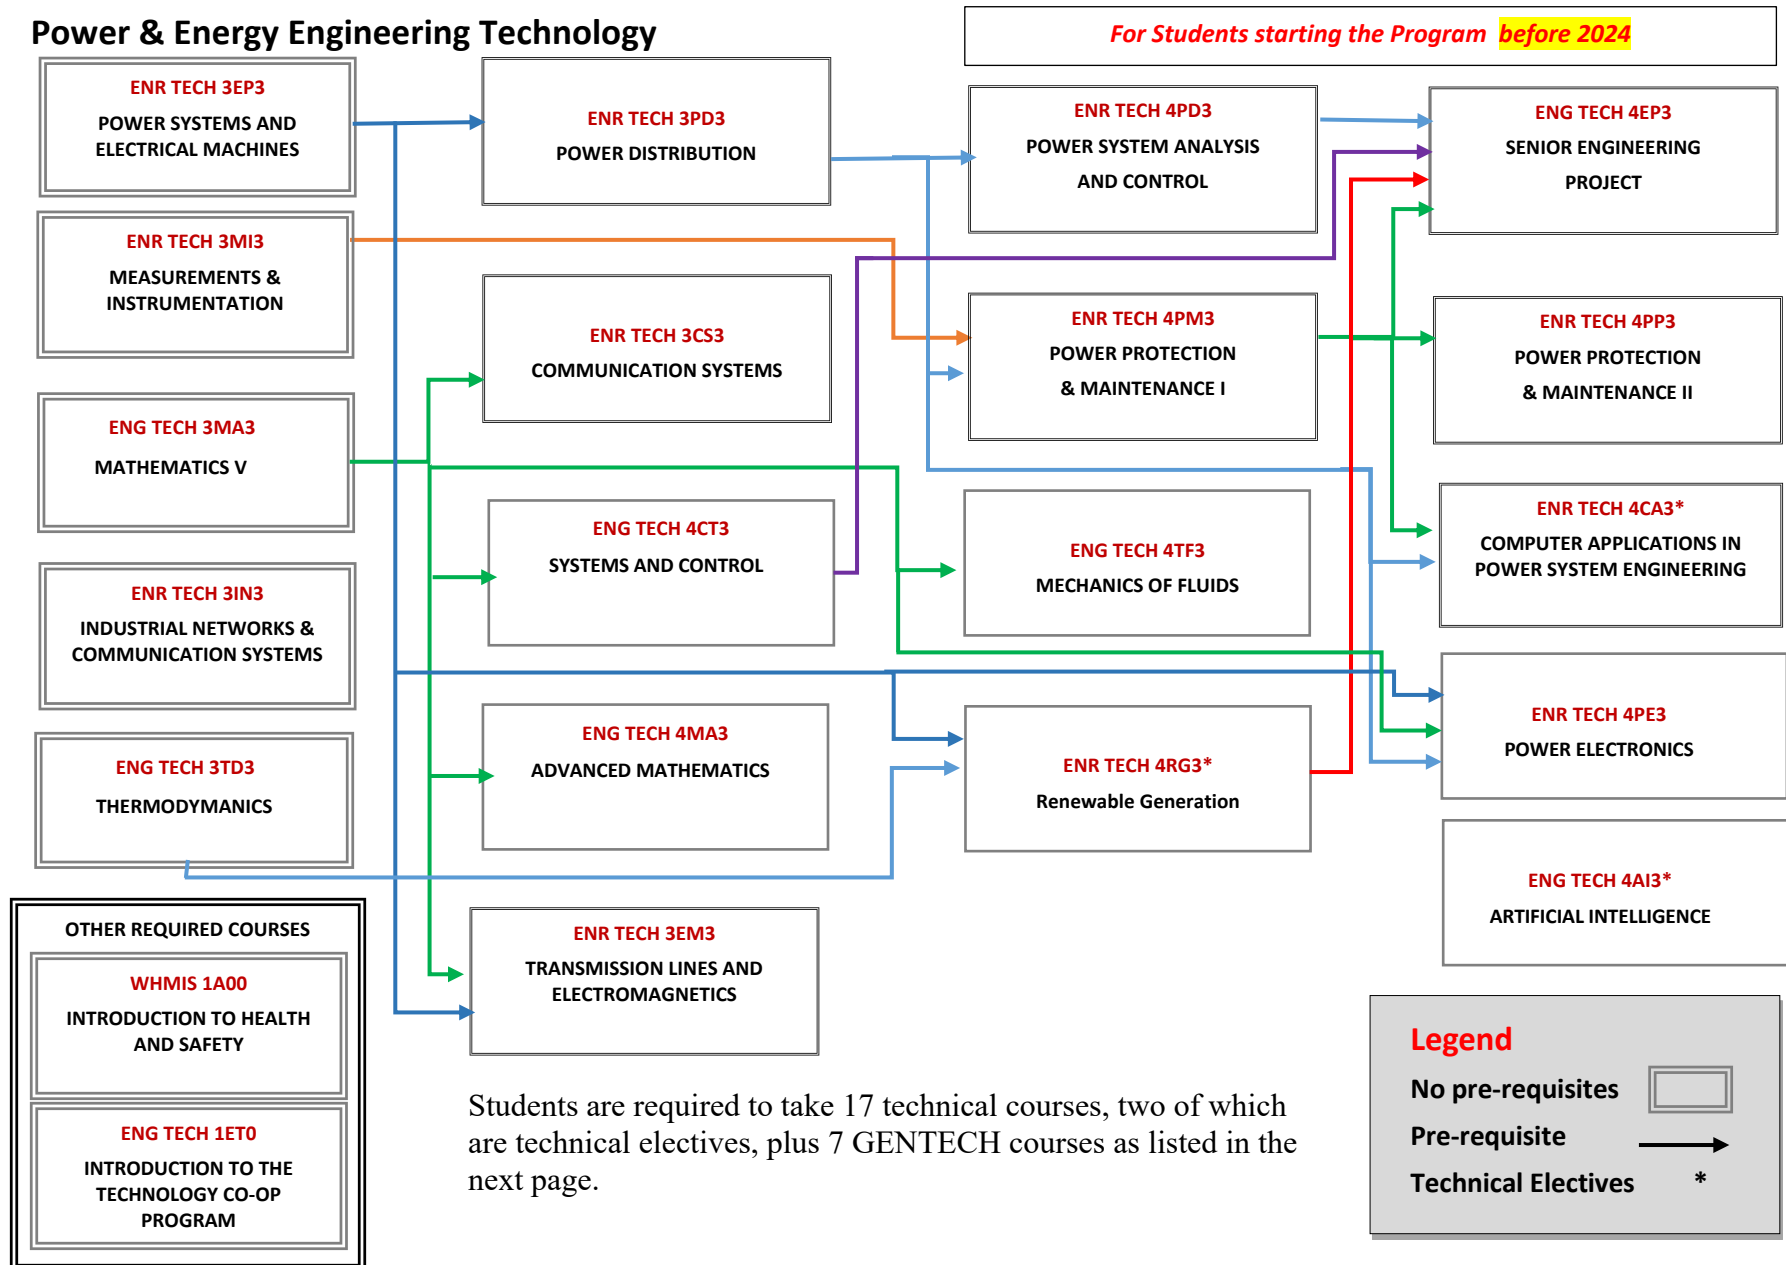 Power & Energy Engineering Technology
For Students starting the Program before 2024
ENR TECH 3EP3
POWER SYSTEMS AND
ELECTRICAL MACHINES
ENR TECH 3MI3
MEASUREMENTS &
INSTRUMENTATION
ENG TECH 3MA3
MATHEMATICS V
ENR TECH 3IN3
INDUSTRIAL NETWORKS &
COMMUNICATION SYSTEMS
ENG TECH 3TD3
THERMODYMANICS
OTHER REQUIRED COURSES
WHMIS 1A00
INTRODUCTION TO HEALTH
AND SAFETY
ENG TECH 1ET0
INTRODUCTION TO THE
TECHNOLOGY CO-OP
PROGRAM
ENR TECH 3PD3
POWER DISTRIBUTION
ENR TECH 3CS3
COMMUNICATION SYSTEMS
ENG TECH 4CT3
SYSTEMS AND CONTROL
ENG TECH 4MA3
ADVANCED MATHEMATICS
ENR TECH 3EM3
TRANSMISSION LINES AND
ELECTROMAGNETICS
ENR TECH 4PD3
POWER SYSTEM ANALYSIS
AND CONTROL
ENR TECH 4PM3
POWER PROTECTION
& MAINTENANCE I
ENG TECH 4TF3
MECHANICS OF FLUIDS
ENR TECH 4RG3*
Renewable Generation
ENG TECH 4EP3
SENIOR ENGINEERING
PROJECT
ENR TECH 4PP3
POWER PROTECTION
& MAINTENANCE II
ENR TECH 4CA3*
COMPUTER APPLICATIONS IN
POWER SYSTEM ENGINEERING
ENR TECH 4PE3
POWER ELECTRONICS
ENG TECH 4AI3*
ARTIFICIAL INTELLIGENCE
Students are required to take 17 technical courses, two of which
are technical electives, plus 7 GENTECH courses as listed in the
next page.
Legend
No pre-requisites
Pre-requisite
Technical Electives *